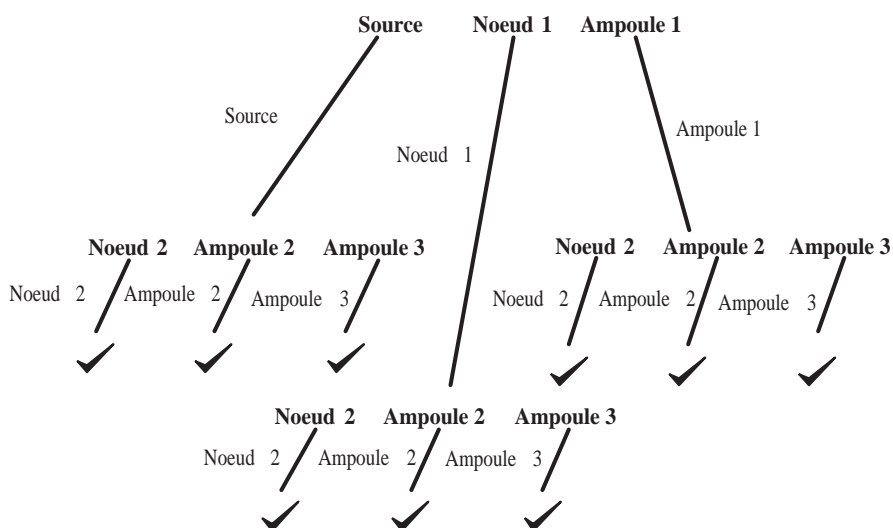 Source Noeud 1 Ampoule 1
Source
Ampoule 1
Noeud 1
Noeud 2 Ampoule 2 Ampoule 3 Noeud 2 Ampoule 2 Ampoule 3
Noeud 2 Ampoule 2 Ampoule 3 Noeud 2 Ampoule 2 Ampoule 3
Noeud 2 Ampoule 2 Ampoule 3
Noeud 2 Ampoule 2 Ampoule 3